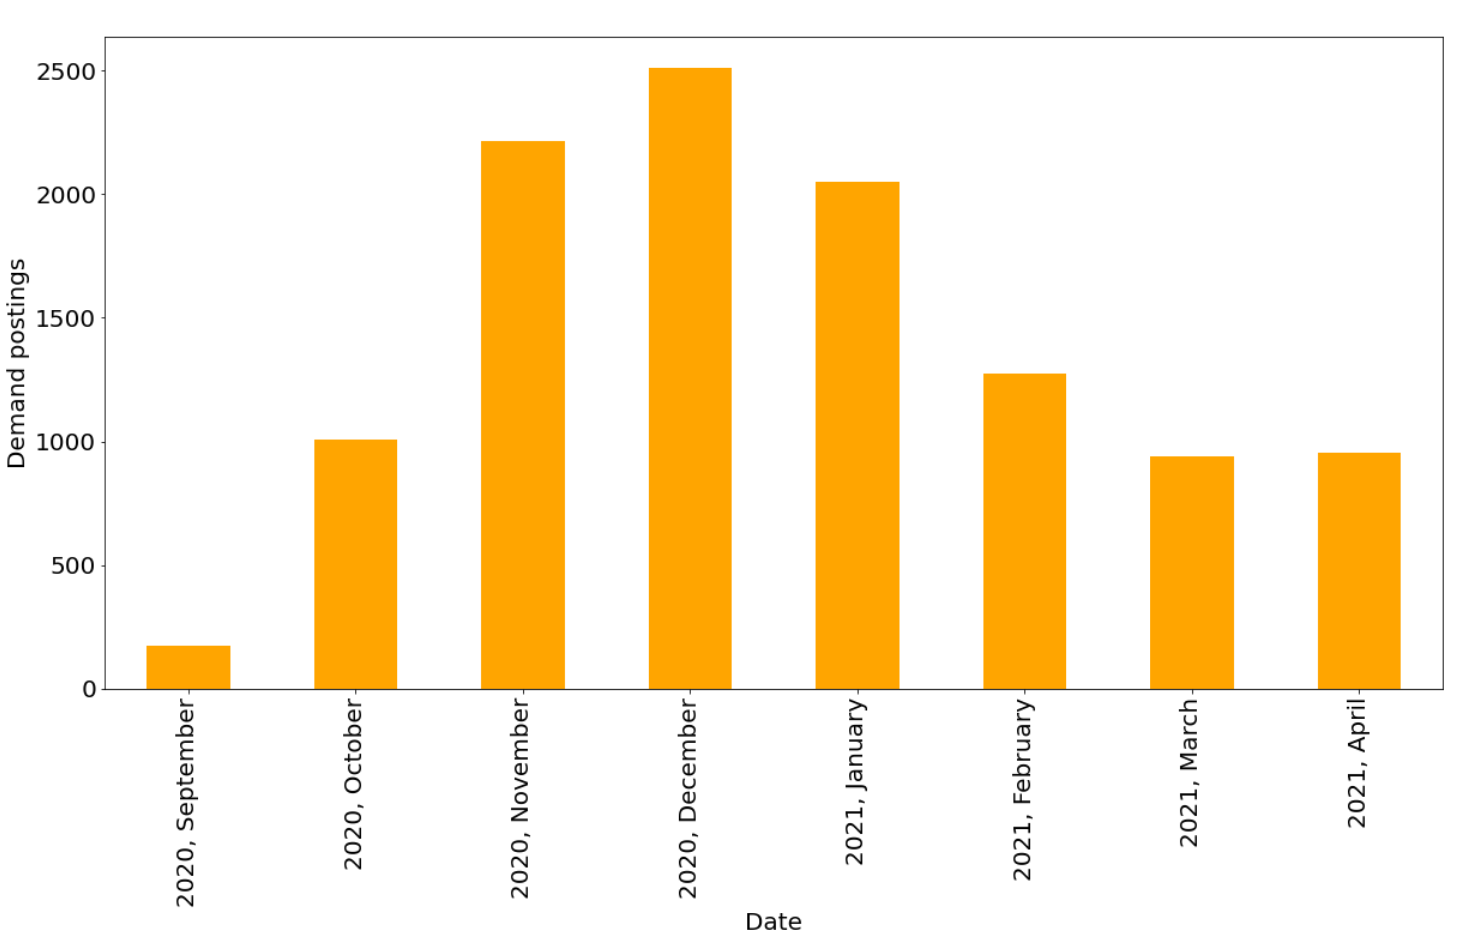 Demand postings
2500
2000
1500
1000
500
0
2020, September
2020, October
2020, November
2020, December
2021, January
2021, February
2021, March
2021, April
Date